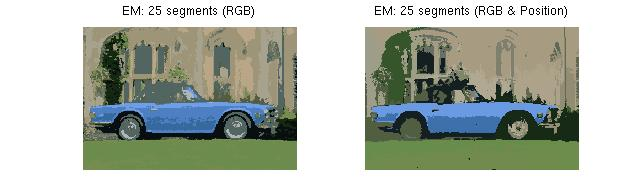 EM: 25 segments (RGB)
EM: 25 segments (RGB & Position)